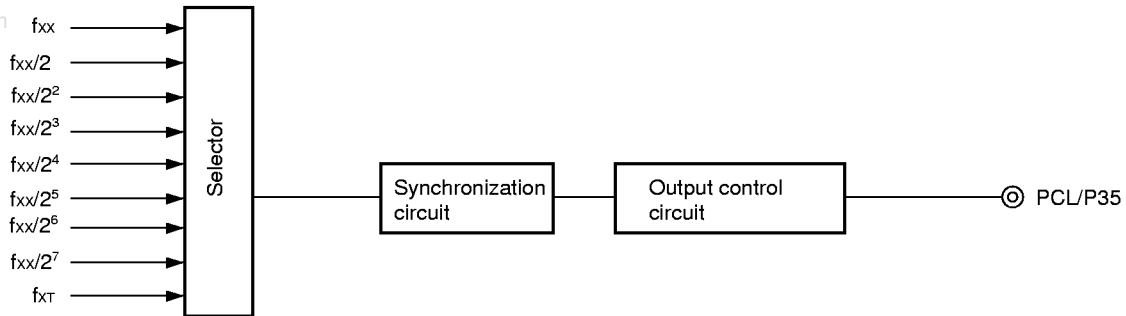 fxx
fxx/2
fxx/2²
fxx/2³
fxx/2⁴
fxx/2⁵
fxx/2⁶
fxx/2⁷
fXT
Selector
Synchronization
circuit
Output control
circuit
PCL/P35